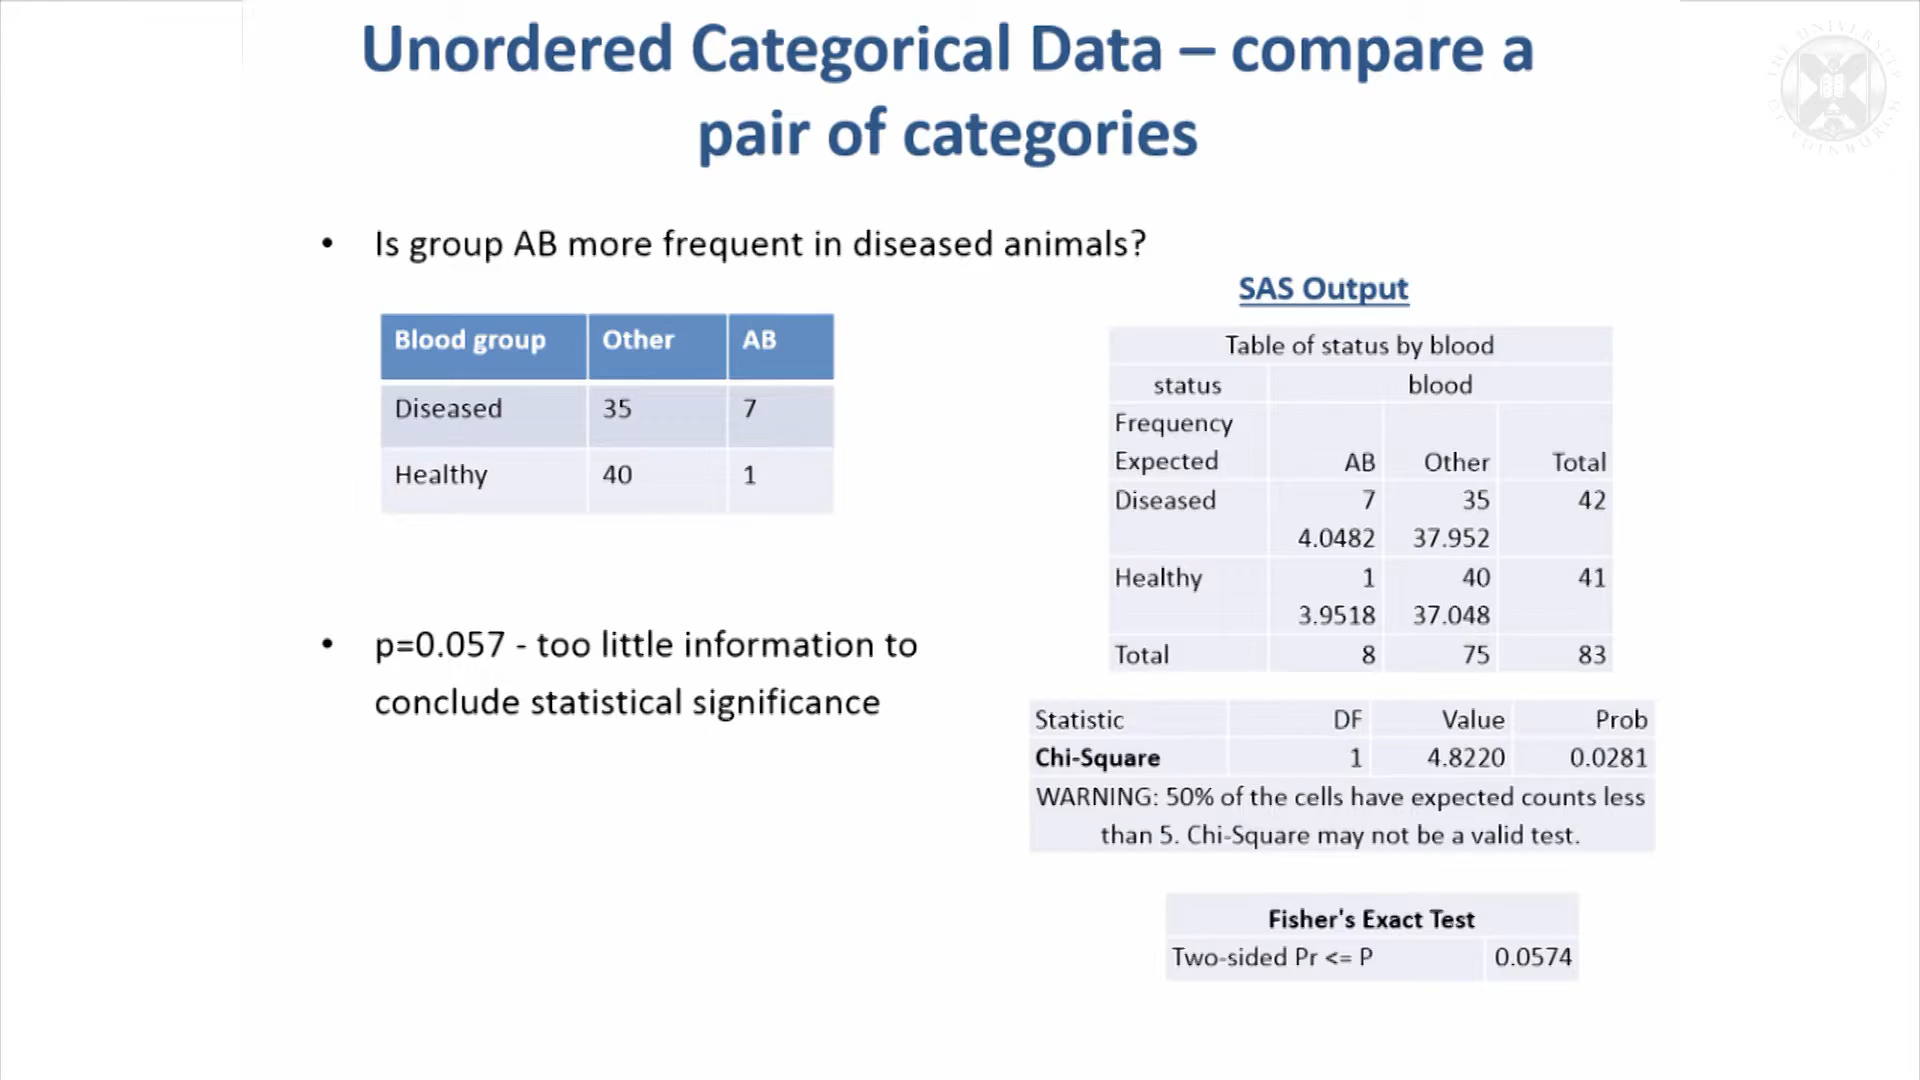 Unordered Categorical Data – compare a
pair of categories
• Is group AB more frequent in diseased animals?
SAS Output
Blood group Other AB
Diseased 35 7
Healthy 40 1
Table of status by blood
status blood
Frequency
Expected AB Other Total
Diseased 7 35 42
4.0482 37.952
Healthy 1 40 41
3.9518 37.048
Total 8 75 83
• p=0.057 - too little information to
conclude statistical significance
Statistic DF Value Prob
Chi-Square 1 4.8220 0.0281
WARNING: 50% of the cells have expected counts less
than 5. Chi-Square may not be a valid test.
Fisher's Exact Test
Two-sided Pr <= P 0.0574
THE UNIVERSITY
OF EDINBURGH